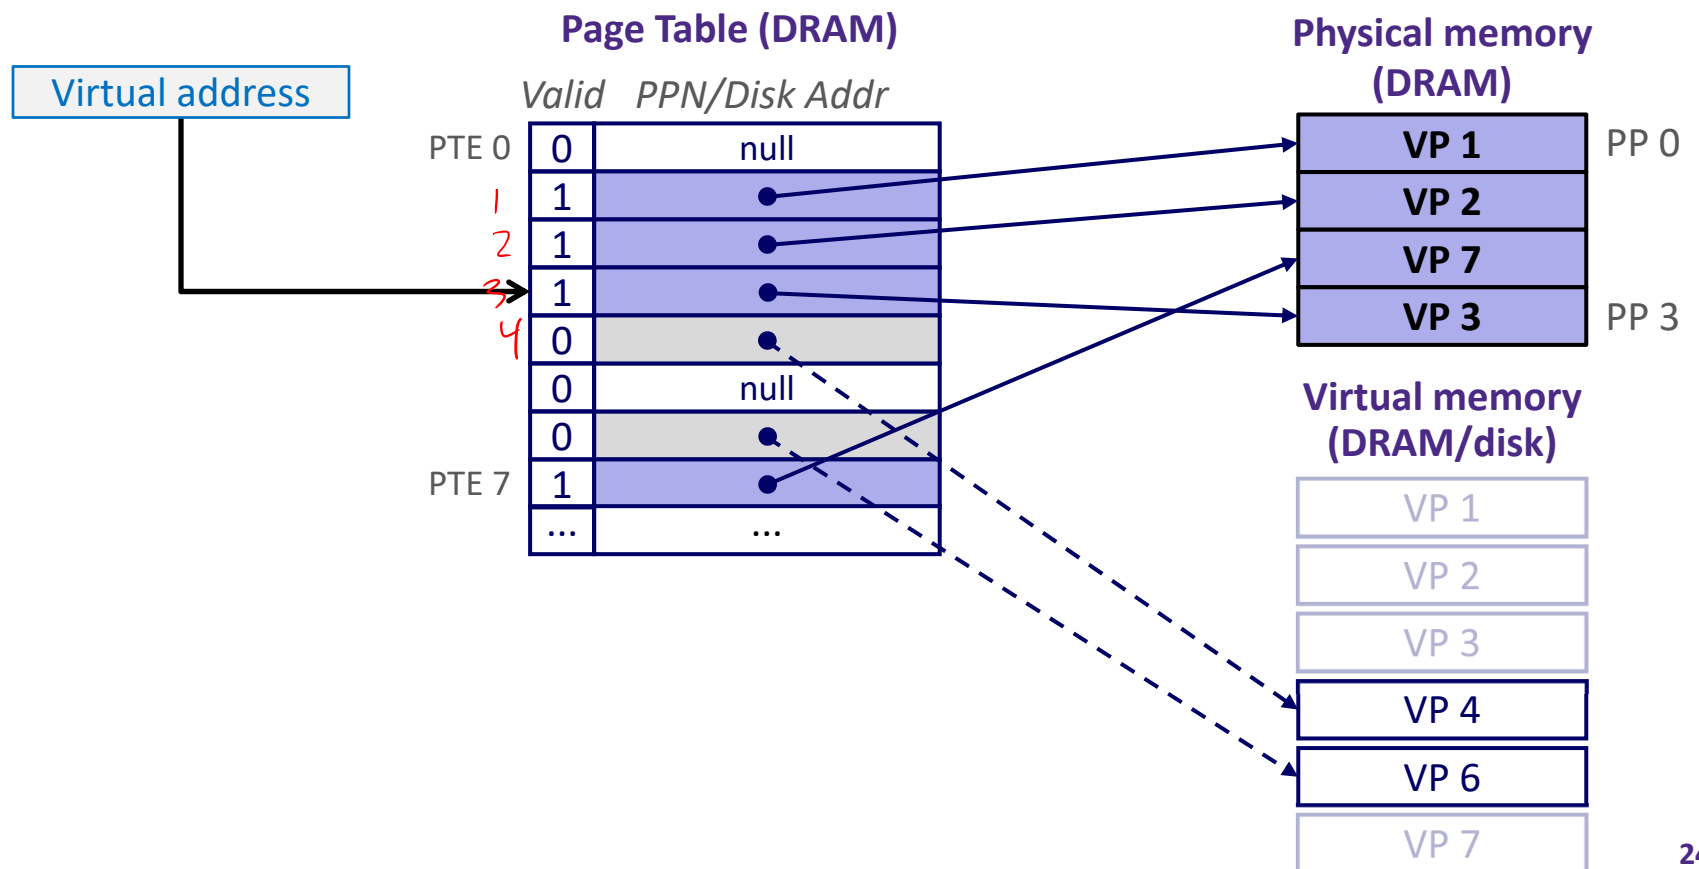 Page Table (DRAM)
Physical memory
(DRAM)
Virtual address
Valid PPN/Disk Addr
PTE 0 0 null
1 1
2 1
3 1
4 0
0 null
0
PTE 7 1
... ...
VP 1 PP 0
VP 2
VP 7
VP 3 PP 3
Virtual memory
(DRAM/disk)
VP 1
VP 2
VP 3
VP 4
VP 6
VP 7